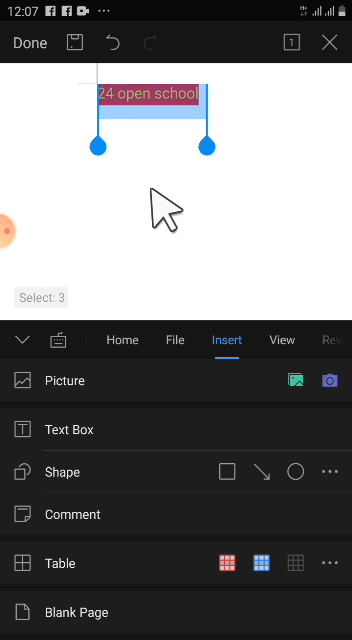 12:07
Done
1
24 open school
Select: 3
Home File Insert View Rev
Picture
Text Box
Shape
Comment
Table
Blank Page